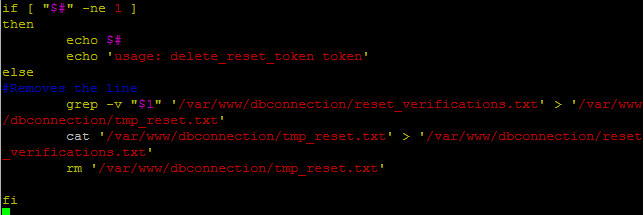 if [ "$#" -ne 1 ]
then
        echo $#
        echo 'usage: delete_reset_token token'
else
#Removes the line
        grep -v "$1" '/var/www/dbconnection/reset_verifications.txt' > '/var/www
/dbconnection/tmp_reset.txt'
        cat '/var/www/dbconnection/tmp_reset.txt' > '/var/www/dbconnection/reset
_verifications.txt'
        rm '/var/www/dbconnection/tmp_reset.txt'

fi